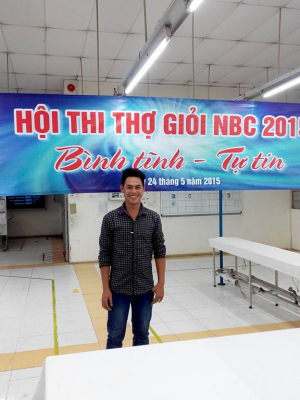 HỘI THI THỢ GIỎI NBC 2015
Bình tĩnh - Tự tin
24 tháng 5 năm 2015